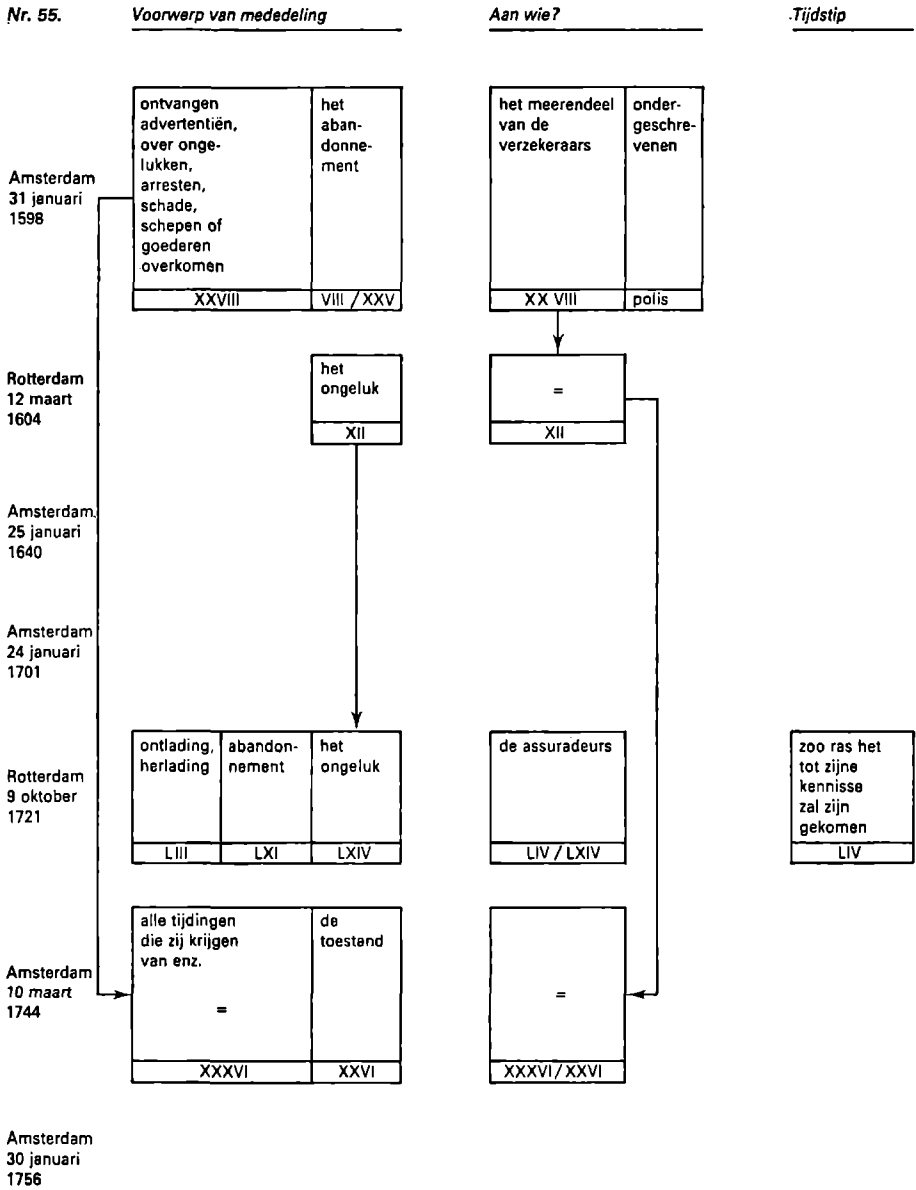 Nr. 55.
Voorwerp van mededeling
Aan wie?
Tijdstip
Amsterdam
31 januari
1598
ontvangen
advertentiën,
over onge-
lukken,
arresten,
schade,
schepen of
goederen
overkomen
XXVIII
het
aban-
donne-
ment
VIII / XXV
het meerendeel
van de
verzekeraars
XX VIII
onder-
geschre-
venen
polis
Rotterdam
12 maart
1604
het
ongeluk
XII
=
XII
Amsterdam
25 januari
1640
Amsterdam
24 januari
1701
Rotterdam
9 oktober
1721
ontlading,
herlading
LIII
abandon-
nement
LXI
het
ongeluk
LXIV
de assuradeurs
LIV / LXIV
zoo ras het
tot zijne
kennisse
zal zijn
gekomen
LIV
Amsterdam
10 maart
1744
alle tijdingen
die zij krijgen
van enz.
=
XXXVI
de
toestand
XXVI
=
XXXVI / XXVI
Amsterdam
30 januari
1756